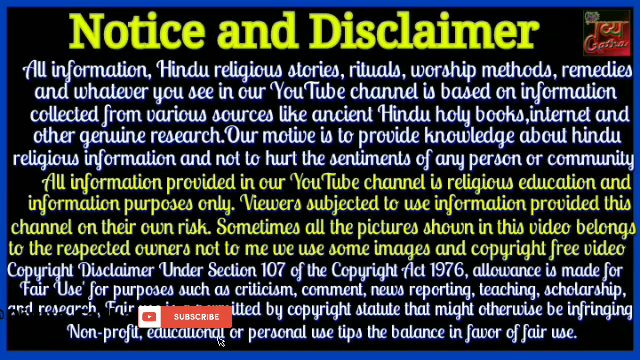 Notice and Disclaimer
Gatha
All information, Hindu religious stories, rituals, worship methods, remedies
and whatever you see in our YouTube channel is based on information
collected from various sources like ancient Hindu holy books,internet and
other genuine research.Our motive is to provide knowledge about hindu
religious information and not to hurt the sentiments of any person or community
All information provided in our YouTube channel is religious education and
information purposes only. Viewers subjected to use information provided this
channel on their own risk. Sometimes all the pictures shown in this video belongs
to the respected owners not to me we use some images and copyright free video
Copyright Disclaimer Under Section 107 of the Copyright Act 1976, allowance is made for
'Fair Use' for purposes such as criticism, comment, news reporting, teaching, scholarship,
and research, Fair use is a permitted by copyright statute that might otherwise be infringing
SUBSCRIBE
Non-profit, educational or personal use tips the balance in favor of fair use.